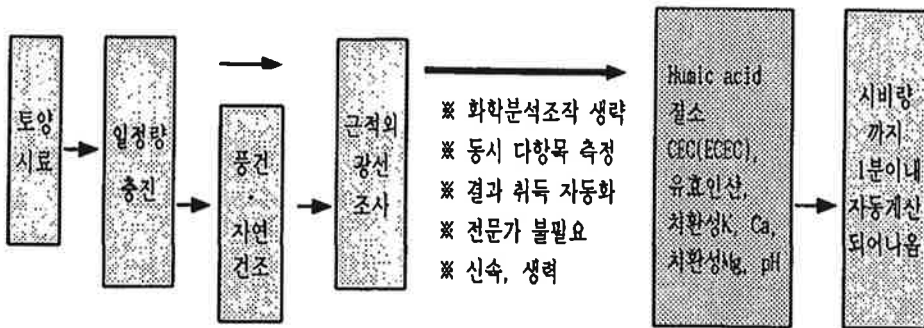 토양
시료
일정량
충진
풍건
·
자연
건조
근적외
광선
조사
※ 화학분석조작 생략
※ 동시 다항목 측정
※ 결과 취득 자동화
※ 전문가 불필요
※ 신속, 생력
Humic acid
질소
CEC(ECEC),
유효인산,
치환성K, Ca,
치환성Mg, pH
시비량
까지
1분이내
자동계산
되어나옴